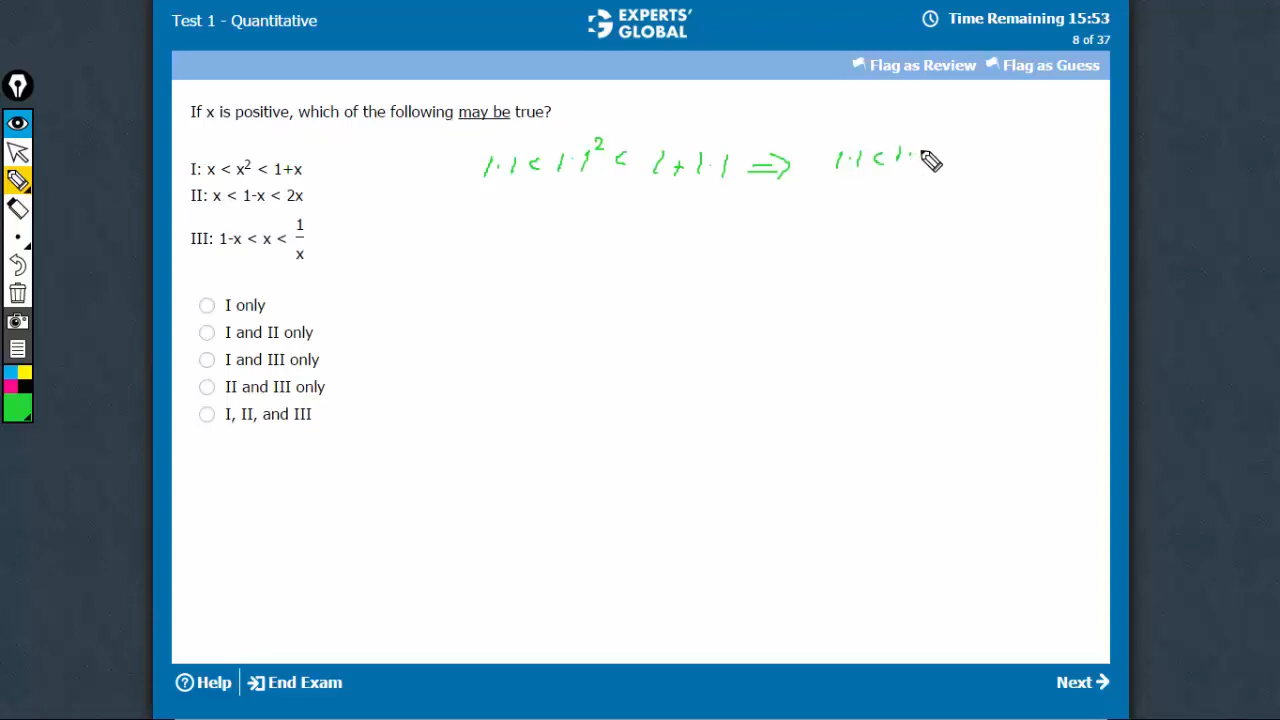 Test 1 - Quantitative
EXPERTS' GLOBAL
Time Remaining 15:53
8 of 37
Flag as Review Flag as Guess
If x is positive, which of the following may be true?
1.1 < 1.1² < 1 + 1.1 ⇒ 1.1 < 1.
I: x < x² < 1+x
II: x < 1-x < 2x
III: 1-x < x < 1/x
I only
I and II only
I and III only
II and III only
I, II, and III
Help End Exam Next